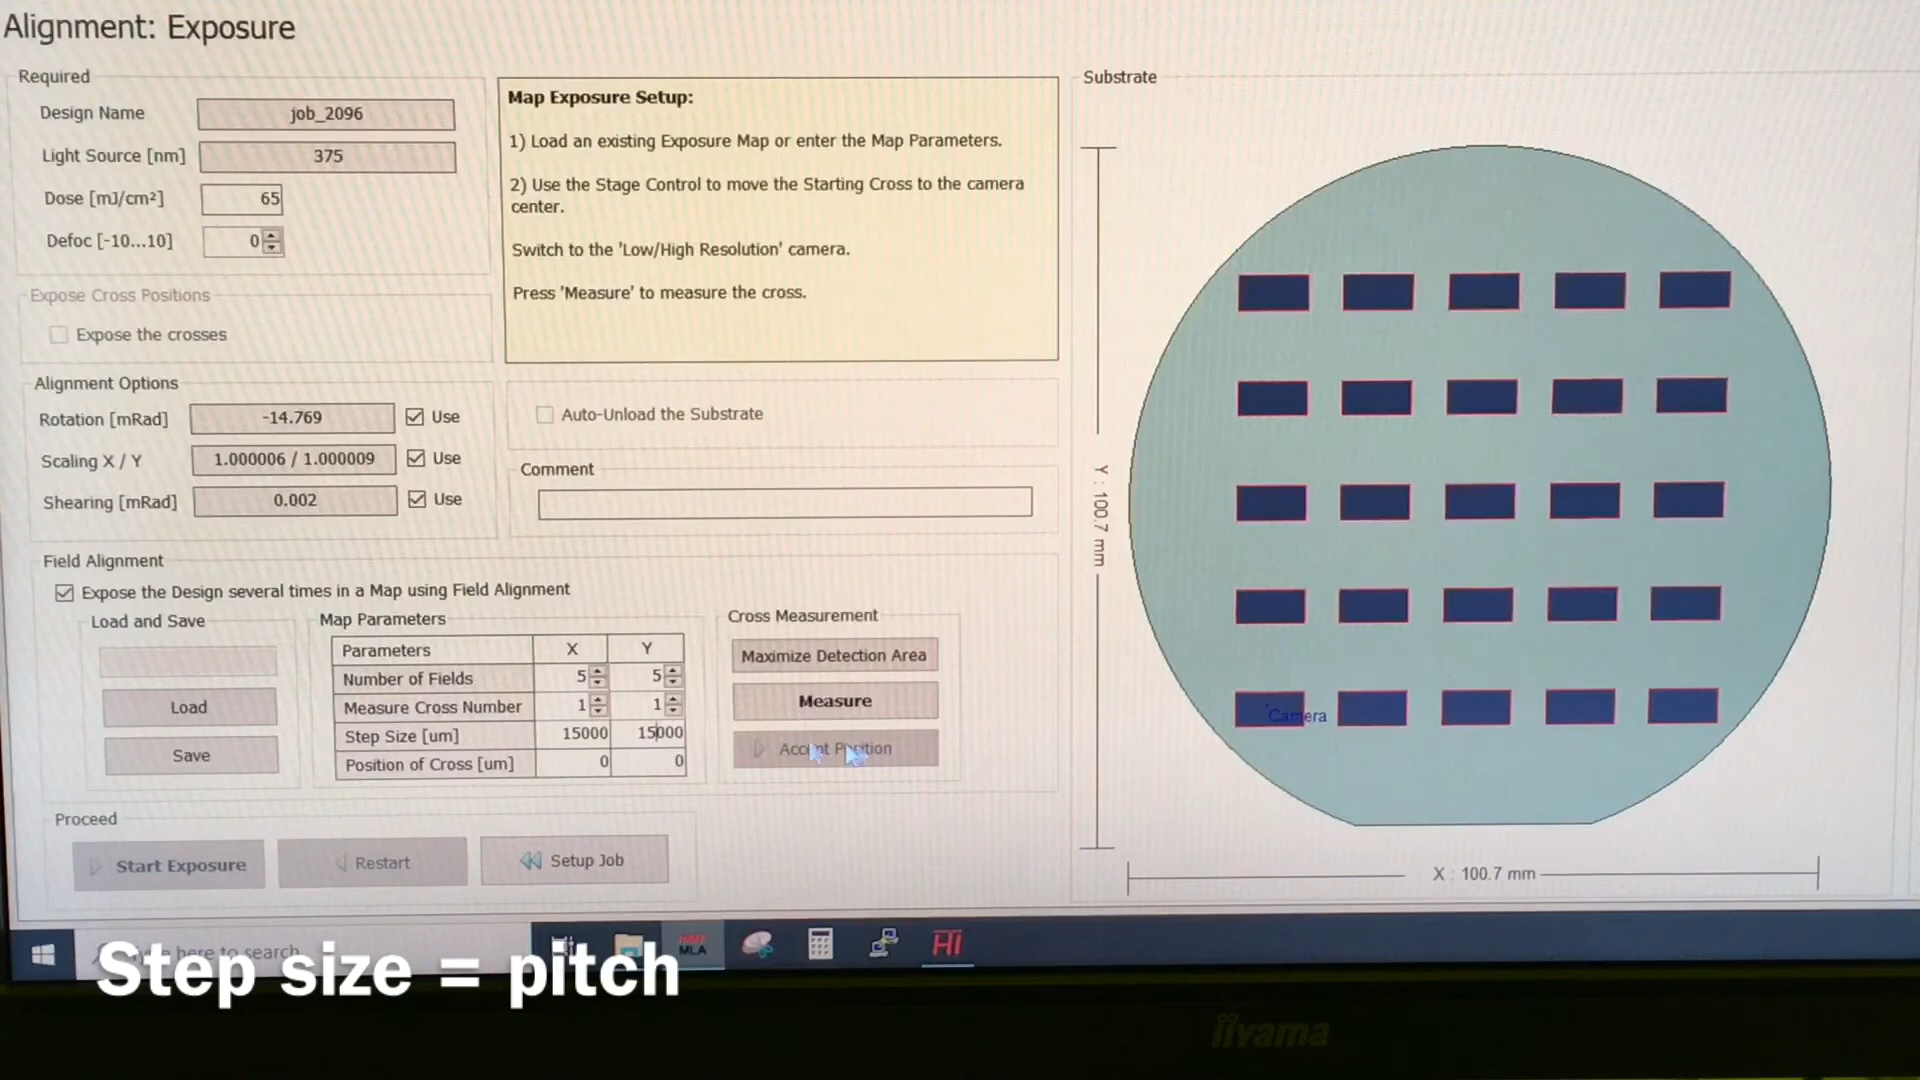 Alignment: Exposure
Required
Design Name job_2096
Light Source [nm] 375
Dose [mJ/cm²] 65
Defoc [-10...10] 0
Expose Cross Positions
Expose the crosses
Alignment Options
Rotation [mRad] -14.769 Use
Scaling X / Y 1.000006 / 1.000009 Use
Shearing [mRad] 0.002 Use
Map Exposure Setup:
1) Load an existing Exposure Map or enter the Map Parameters.
2) Use the Stage Control to move the Starting Cross to the camera
center.
Switch to the 'Low/High Resolution' camera.
Press 'Measure' to measure the cross.
Auto-Unload the Substrate
Comment
Field Alignment
Expose the Design several times in a Map using Field Alignment
Load and Save
Load
Save
Map Parameters
Parameters X Y
Number of Fields 5 5
Measure Cross Number 1 1
Step Size [um] 15000 15000
Position of Cross [um] 0 0
Cross Measurement
Maximize Detection Area
Measure
Accept Position
Proceed
Start Exposure
Restart
Setup Job
Substrate
Y : 100.7 mm
Camera
X : 100.7 mm
here to search
MLA
HI
Step size = pitch
iiyama